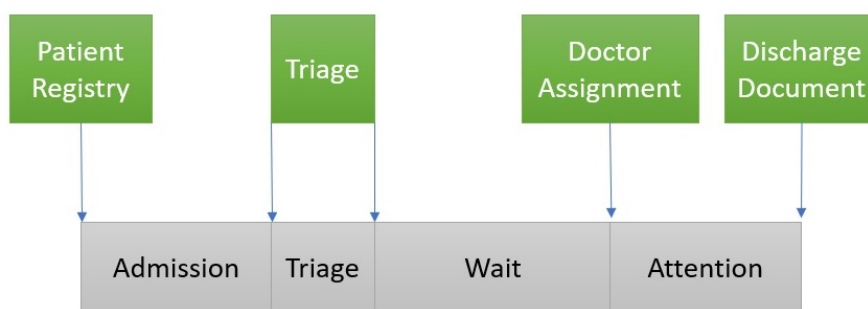 Patient
Registry
Triage
Doctor
Assignment
Discharge
Document
Admission
Triage
Wait
Attention